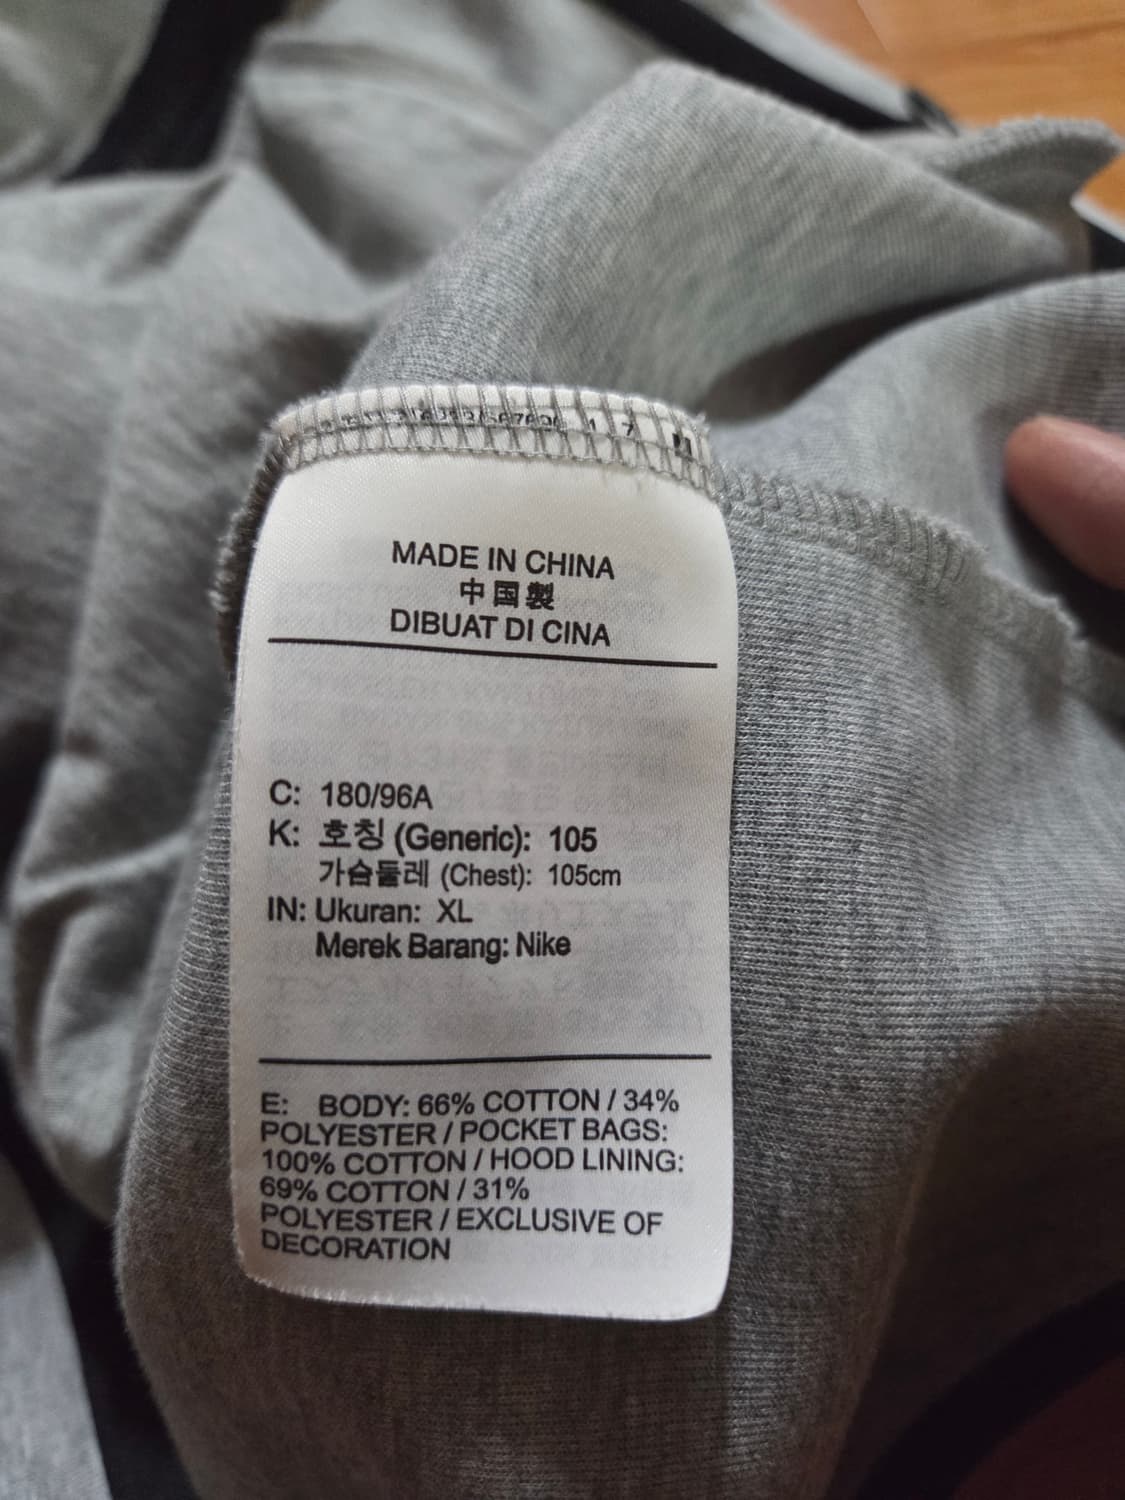 MADE IN CHINA
中国製
DIBUAT DI CINA
C: 180/96A
K: 호칭 (Generic): 105
가슴둘레 (Chest): 105cm
IN: Ukuran: XL
Merek Barang: Nike
E: BODY: 66% COTTON / 34%
POLYESTER / POCKET BAGS:
100% COTTON / HOOD LINING:
69% COTTON / 31%
POLYESTER / EXCLUSIVE OF
DECORATION